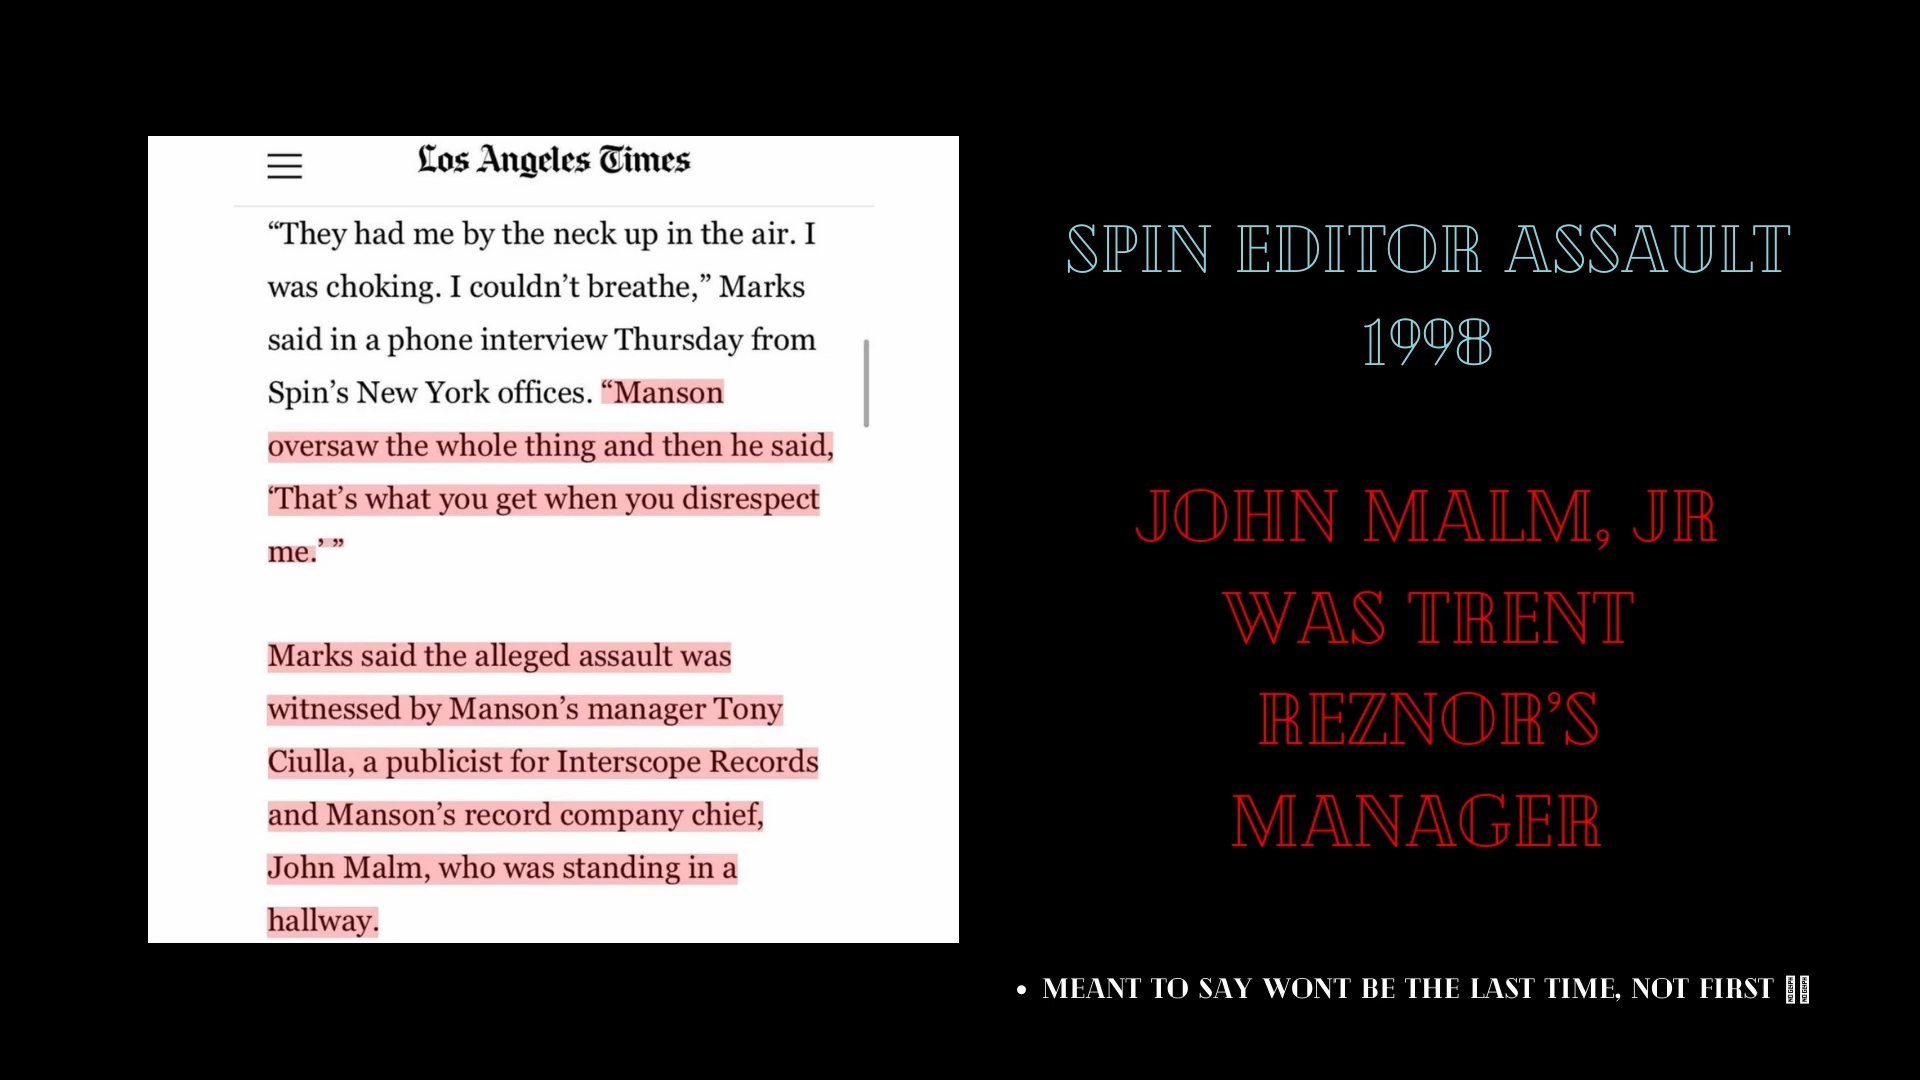 Los Angeles Times
“They had me by the neck up in the air. I
was choking. I couldn’t breathe,” Marks
said in a phone interview Thursday from
Spin’s New York offices. “Manson
oversaw the whole thing and then he said,
‘That’s what you get when you disrespect
me.’ ”
Marks said the alleged assault was
witnessed by Manson’s manager Tony
Ciulla, a publicist for Interscope Records
and Manson’s record company chief,
John Malm, who was standing in a
hallway.
SPIN EDITOR ASSAULT
1998
JOHN MALM, JR
WAS TRENT
REZNOR’S
MANAGER
• MEANT TO SAY WONT BE THE LAST TIME, NOT FIRST